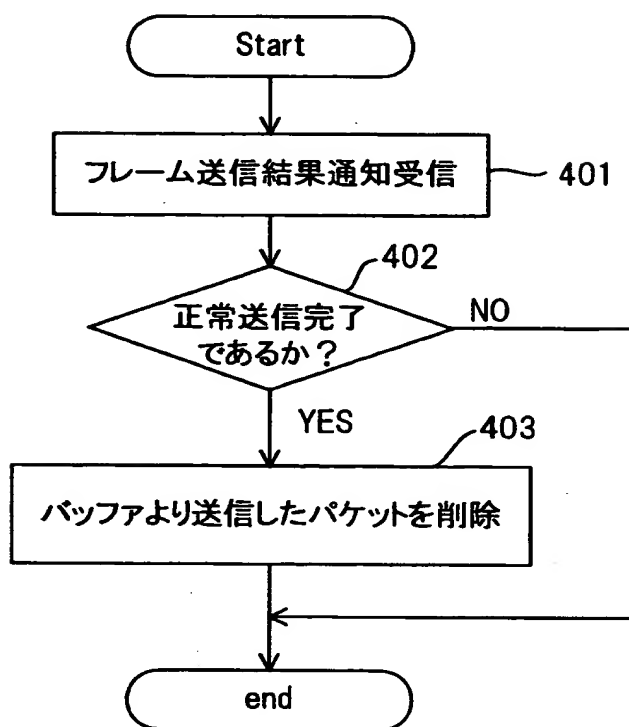 Start
フレーム送信結果通知受信
401
402
正常送信完了
であるか？
NO
YES
403
バッファより送信したパケットを削除
end